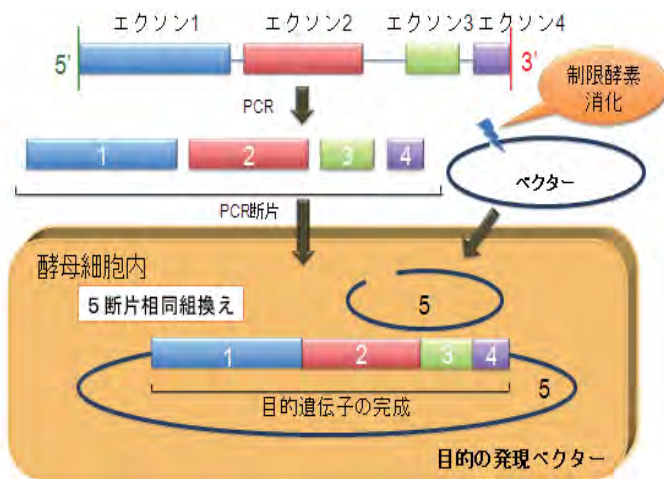 エクソン1 エクソン2 エクソン3 エクソン4
5’ 3’
制限酵素
消化
PCR
1 2 3 4
ベクター
PCR断片
酵母細胞内
5断片相同組換え
5
1 2 3 4
5
目的遺伝子の完成
目的の発現ベクター